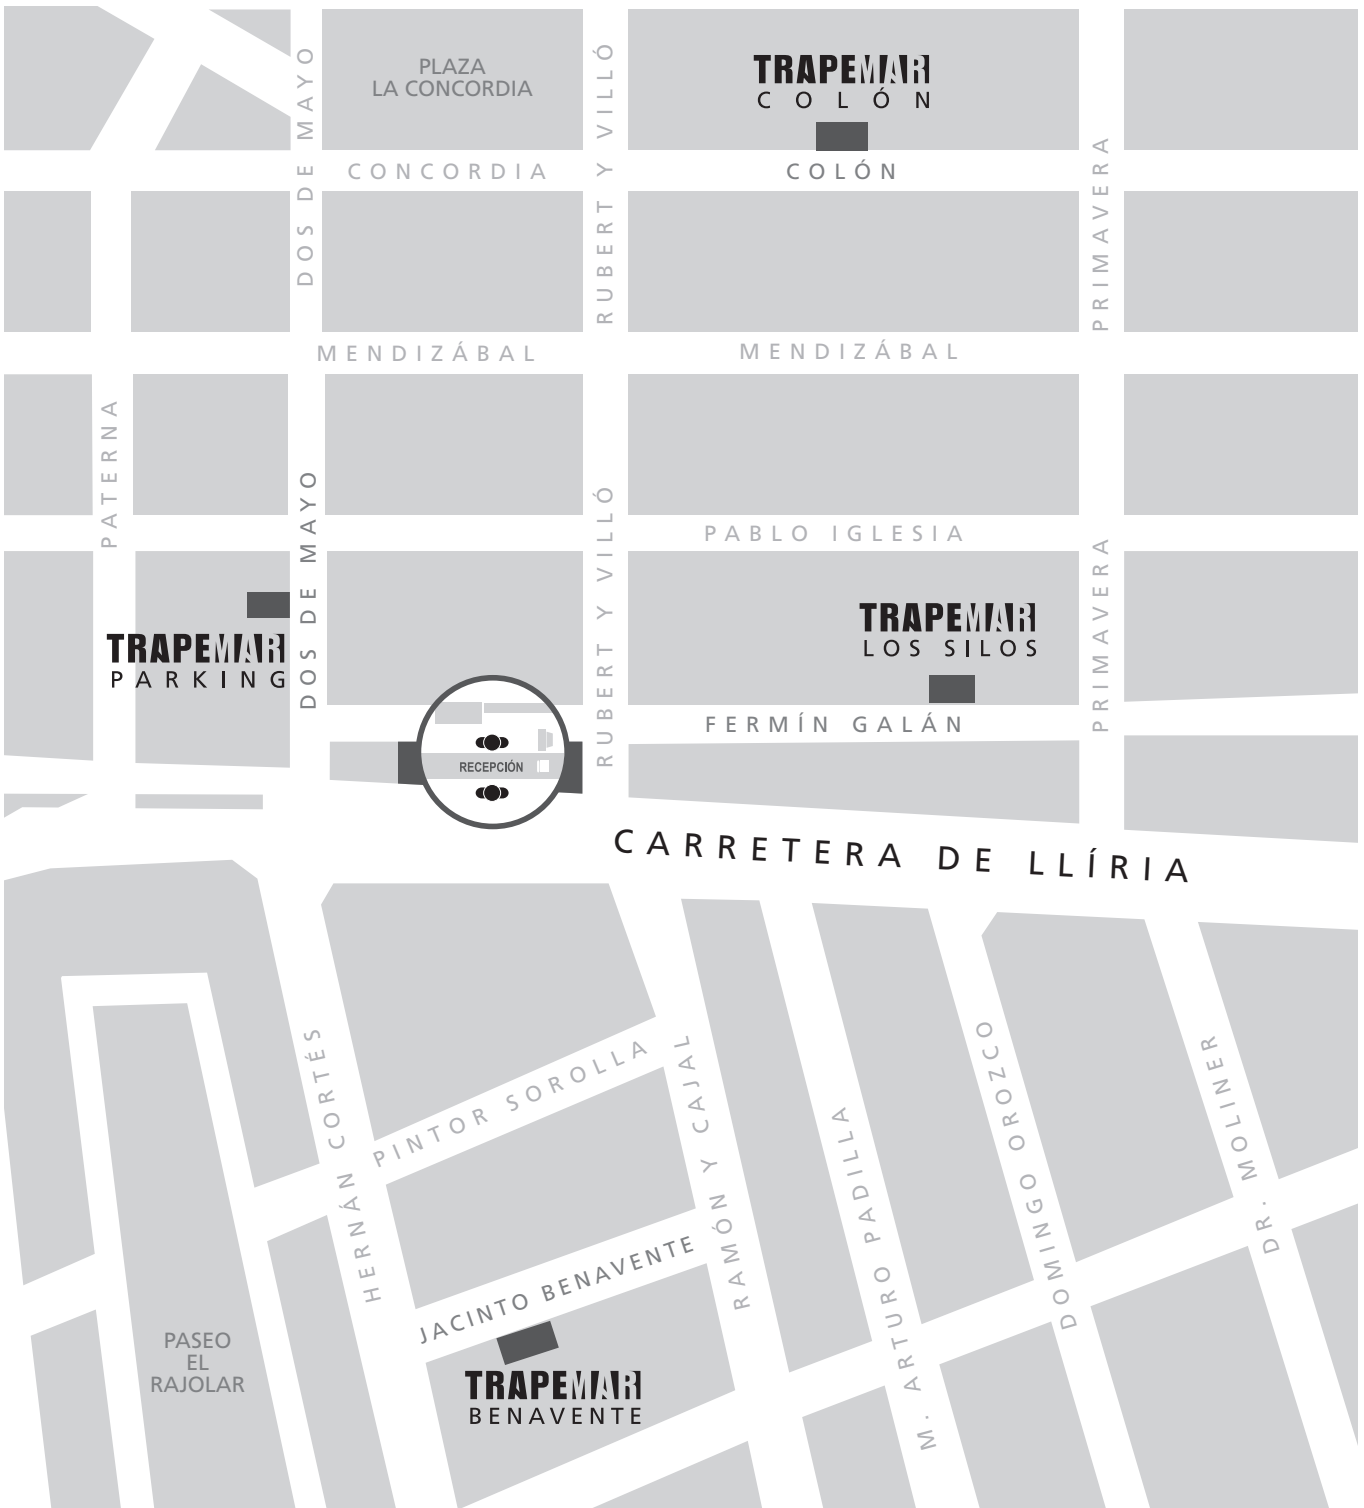 PLAZA
LA CONCORDIA
TRAPEMAR
COLÓN
DOS DE MAYO
CONCORDIA
RUBERT Y VILLÓ
COLÓN
PRIMAVERA
MENDIZÁBAL
MENDIZÁBAL
PATERNA
DOS DE MAYO
RUBERT Y VILLÓ
PABLO IGLESIA
PRIMAVERA
TRAPEMAR
PARKING
TRAPEMAR
LOS SILOS
FERMÍN GALÁN
RECEPCIÓN
CARRETERA DE LLÍRIA
HERNÁN CORTÉS
PINTOR SOROLLA
RAMÓN Y CAJAL
M. ARTURO PADILLA
DOMINGO OROZCO
DR. MOLINER
JACINTO BENAVENTE
PASEO
EL
RAJOLAR
TRAPEMAR
BENAVENTE